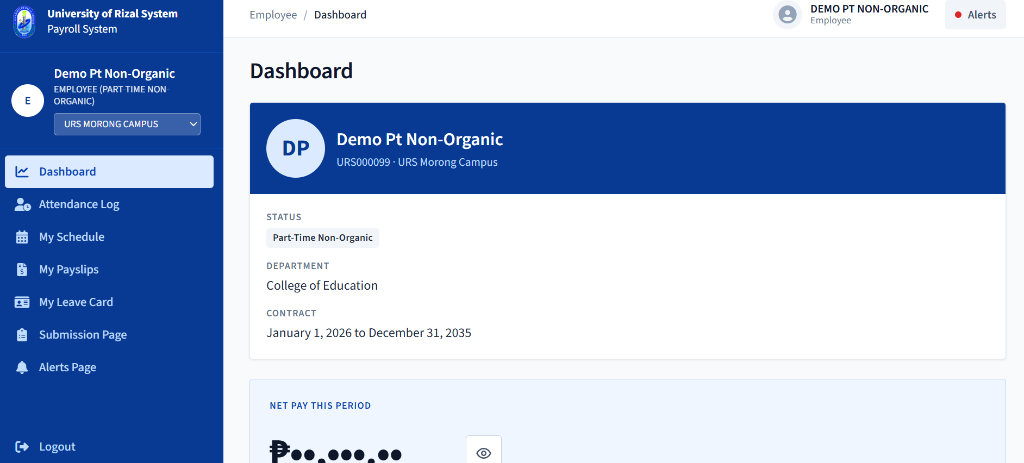 University of Rizal System
Payroll System
Demo Pt Non-Organic
EMPLOYEE (PART-TIME NON-
ORGANIC)
E
URS MORONG CAMPUS
Dashboard
Attendance Log
My Schedule
My Payslips
My Leave Card
Submission Page
Alerts Page
Logout
Employee / Dashboard
DEMO PT NON-ORGANIC
Employee
Alerts
Dashboard
DP
Demo Pt Non-Organic
URS000099 · URS Morong Campus
STATUS
Part-Time Non-Organic
DEPARTMENT
College of Education
CONTRACT
January 1, 2026 to December 31, 2035
NET PAY THIS PERIOD
₱••,•••.••